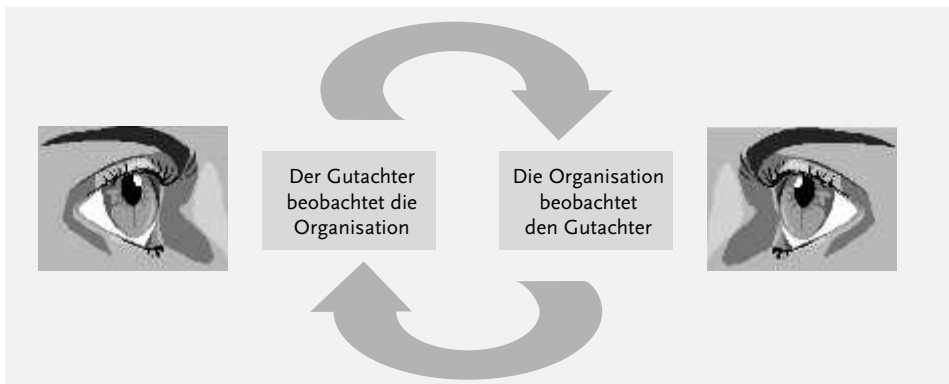 Der Gutachter
beobachtet die
Organisation
Die Organisation
beobachtet
den Gutachter